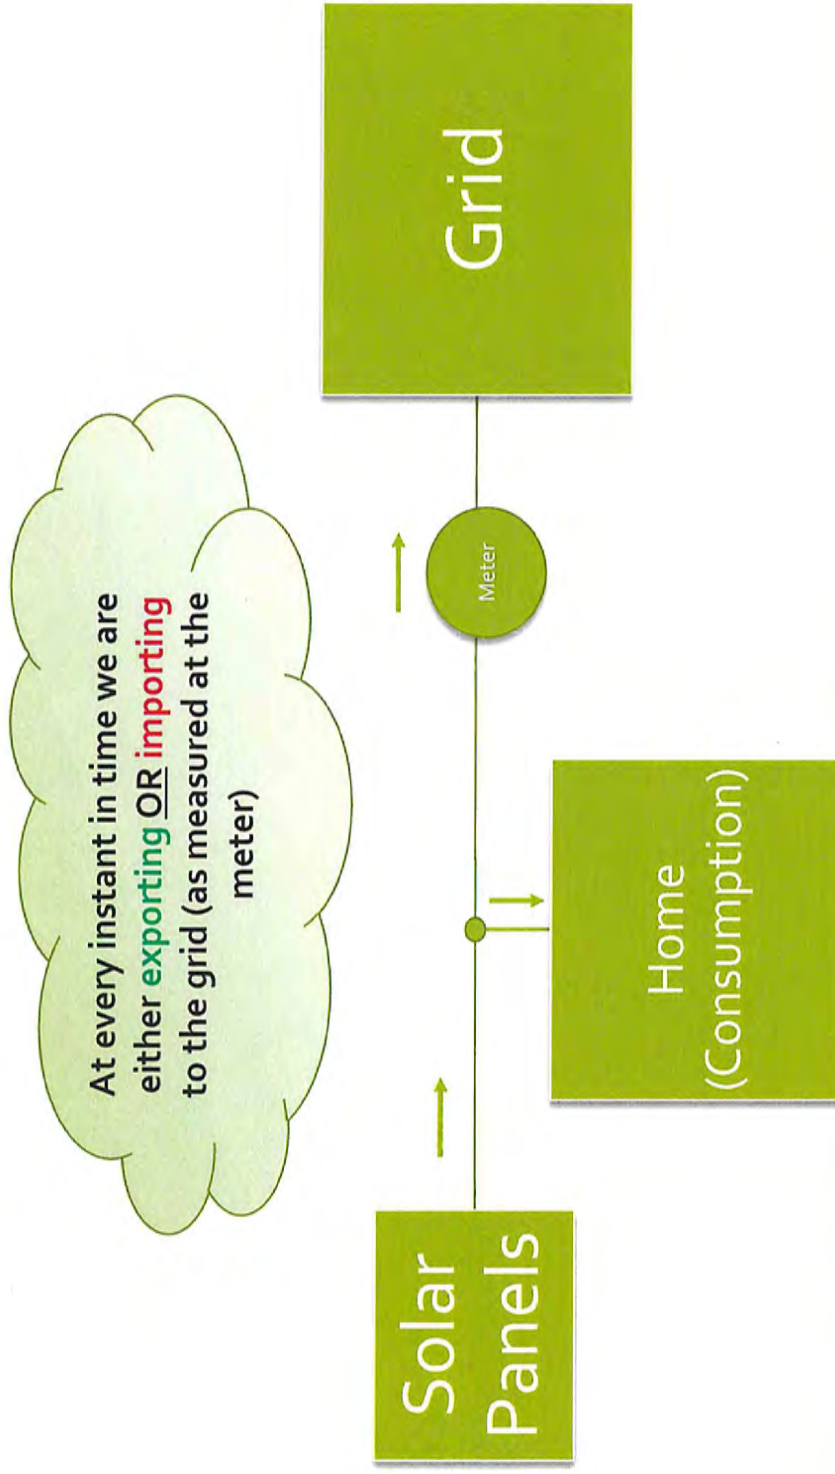 At every instant in time we are
either exporting OR importing
to the grid (as measured at the
meter)
Solar
Panels
Home
(Consumption)
Meter
Grid